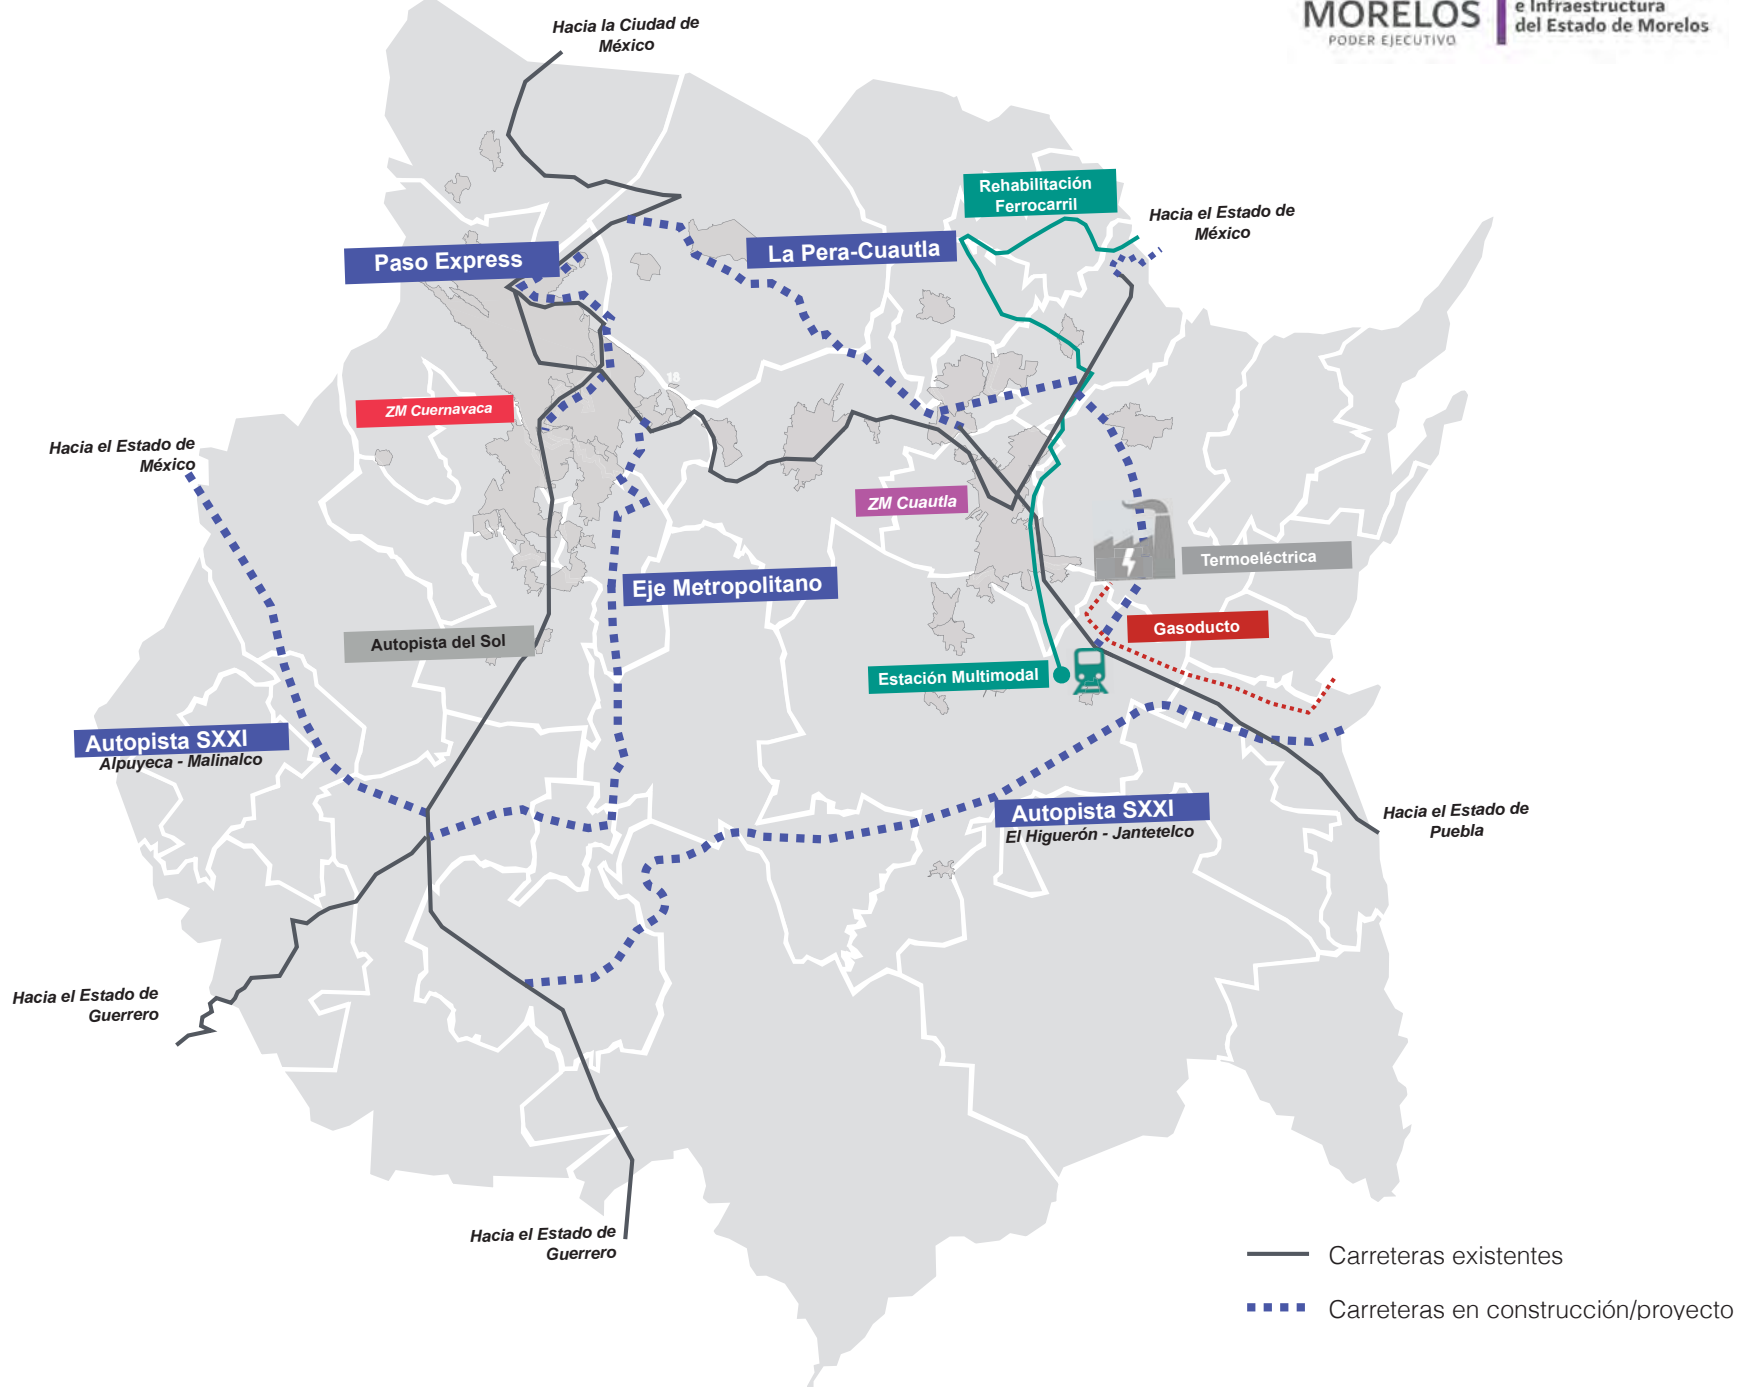 MORELOS
PODER EJECUTIVO
e Infraestructura
del Estado de Morelos
Hacia la Ciudad de
México
Rehabilitación
Ferrocarril
Hacia el Estado de
México
La Pera-Cuautla
Paso Express
ZM Cuernavaca
Hacia el Estado de
México
ZM Cuautla
Termoeléctrica
Eje Metropolitano
Gasoducto
Autopista del Sol
Estación Multimodal
Autopista SXXI
Alpuyeca - Malinalco
Autopista SXXI
El Higuerón - Jantetelco
Hacia el Estado de
Puebla
Hacia el Estado de
Guerrero
Hacia el Estado de
Guerrero
Carreteras existentes
Carreteras en construcción/proyecto